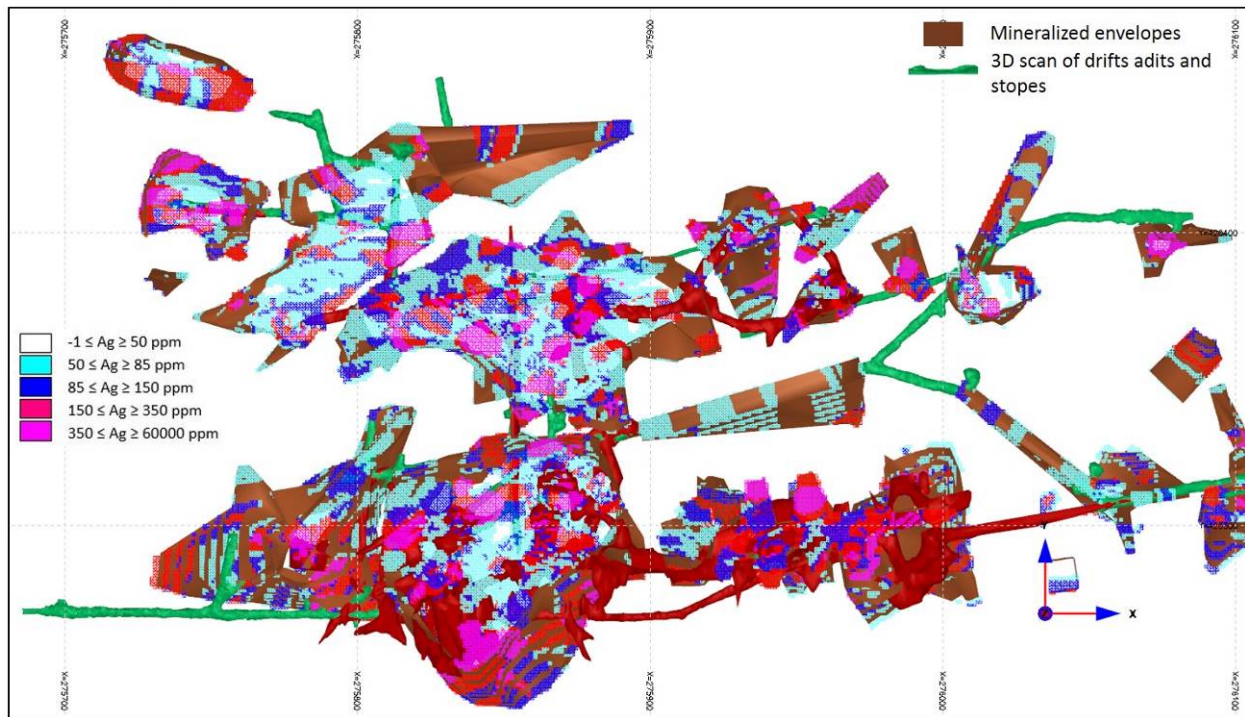 X=275700
X=275800
X=275900
X=276100
Mineralized envelopes
3D scan of drifts adits and
stopes
-1 ≤ Ag ≥ 50 ppm
50 ≤ Ag ≥ 85 ppm
85 ≤ Ag ≥ 150 ppm
150 ≤ Ag ≥ 350 ppm
350 ≤ Ag ≥ 60000 ppm
Y
X
X=275700
X=275800
X=275900
X=276000
X=276100